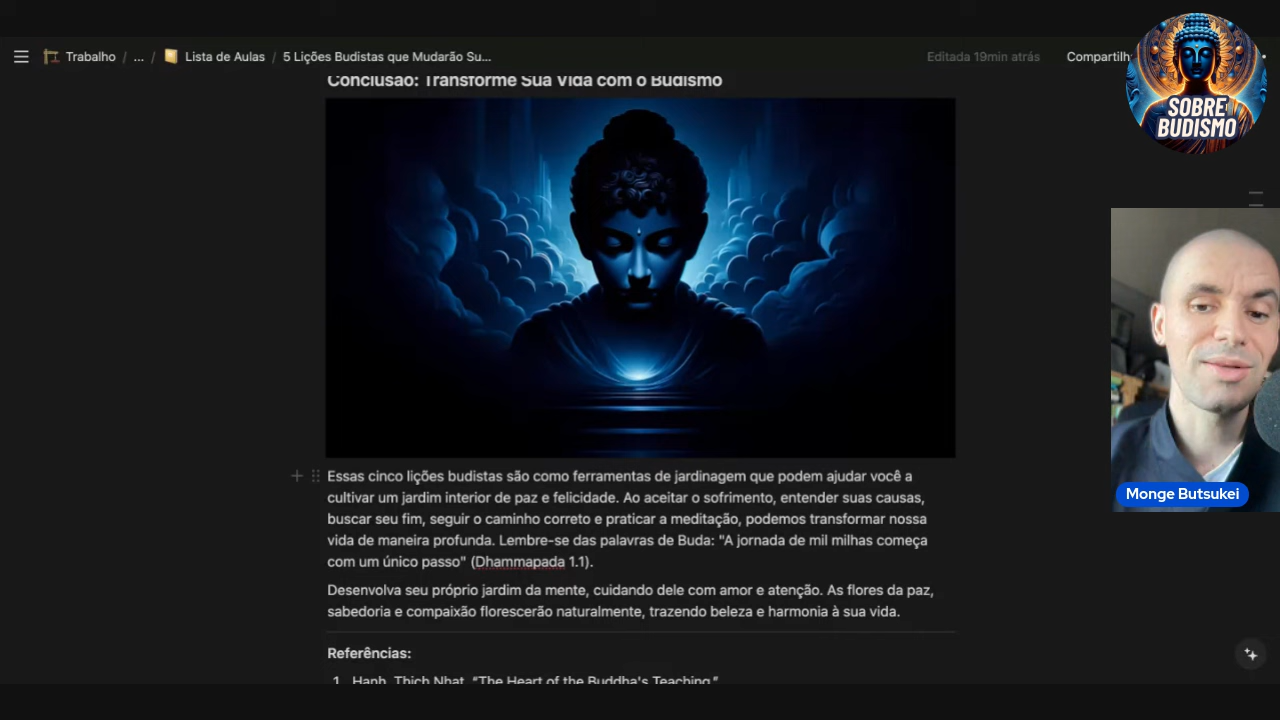 Trabalho / ... / Lista de Aulas / 5 Lições Budistas que Mudarão Su...
Editada 19min atrás
Compartilh
SOBRE
BUDISMO
Conclusão: Transforme Sua Vida com o Budismo
Monge Butsukei
Essas cinco lições budistas são como ferramentas de jardinagem que podem ajudar você a
cultivar um jardim interior de paz e felicidade. Ao aceitar o sofrimento, entender suas causas,
buscar seu fim, seguir o caminho correto e praticar a meditação, podemos transformar nossa
vida de maneira profunda. Lembre-se das palavras de Buda: "A jornada de mil milhas começa
com um único passo" (Dhammapada 1.1).
Desenvolva seu próprio jardim da mente, cuidando dele com amor e atenção. As flores da paz,
sabedoria e compaixão florescerão naturalmente, trazendo beleza e harmonia à sua vida.
Referências:
1. Hanh, Thich Nhat. “The Heart of the Buddha's Teaching.”